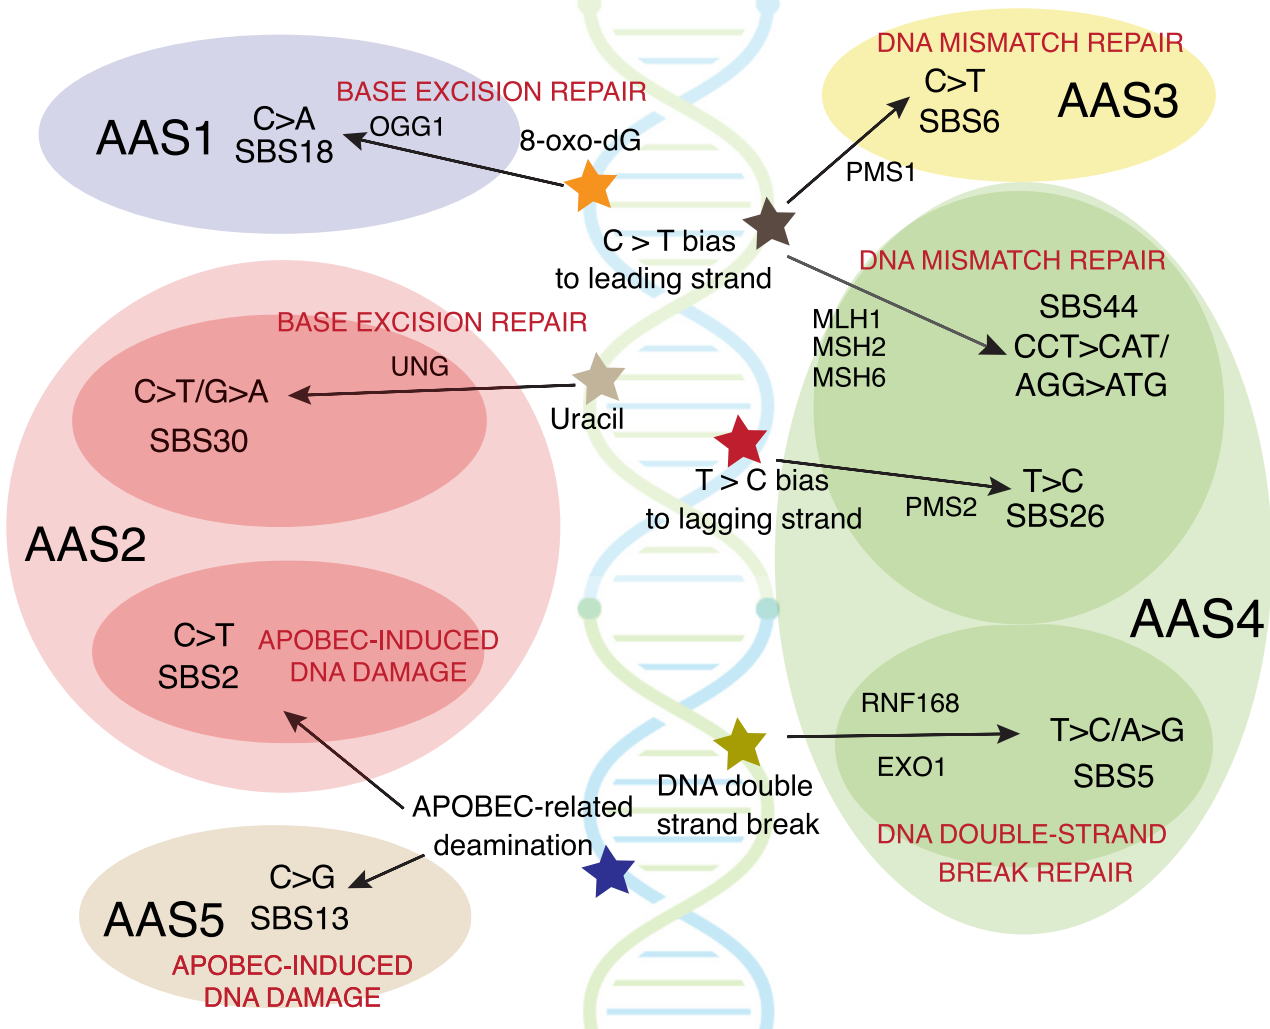 BASE EXCISION REPAIR
AAS1
C>A
SBS18
OGG1
8-oxo-dG
DNA MISMATCH REPAIR
C>T
SBS6
AAS3
PMS1
C > T bias
to leading strand
DNA MISMATCH REPAIR
MLH1
MSH2
MSH6
SBS44
CCT>CAT/
AGG>ATG
BASE EXCISION REPAIR
UNG
C>T/G>A
SBS30
Uracil
T > C bias
to lagging strand
PMS2
T>C
SBS26
AAS2
AAS4
C>T
SBS2
APOBEC-INDUCED
DNA DAMAGE
RNF168
EXO1
T>C/A>G
SBS5
DNA double
strand break
DNA DOUBLE-STRAND
BREAK REPAIR
APOBEC-related
deamination
AAS5
C>G
SBS13
APOBEC-INDUCED
DNA DAMAGE